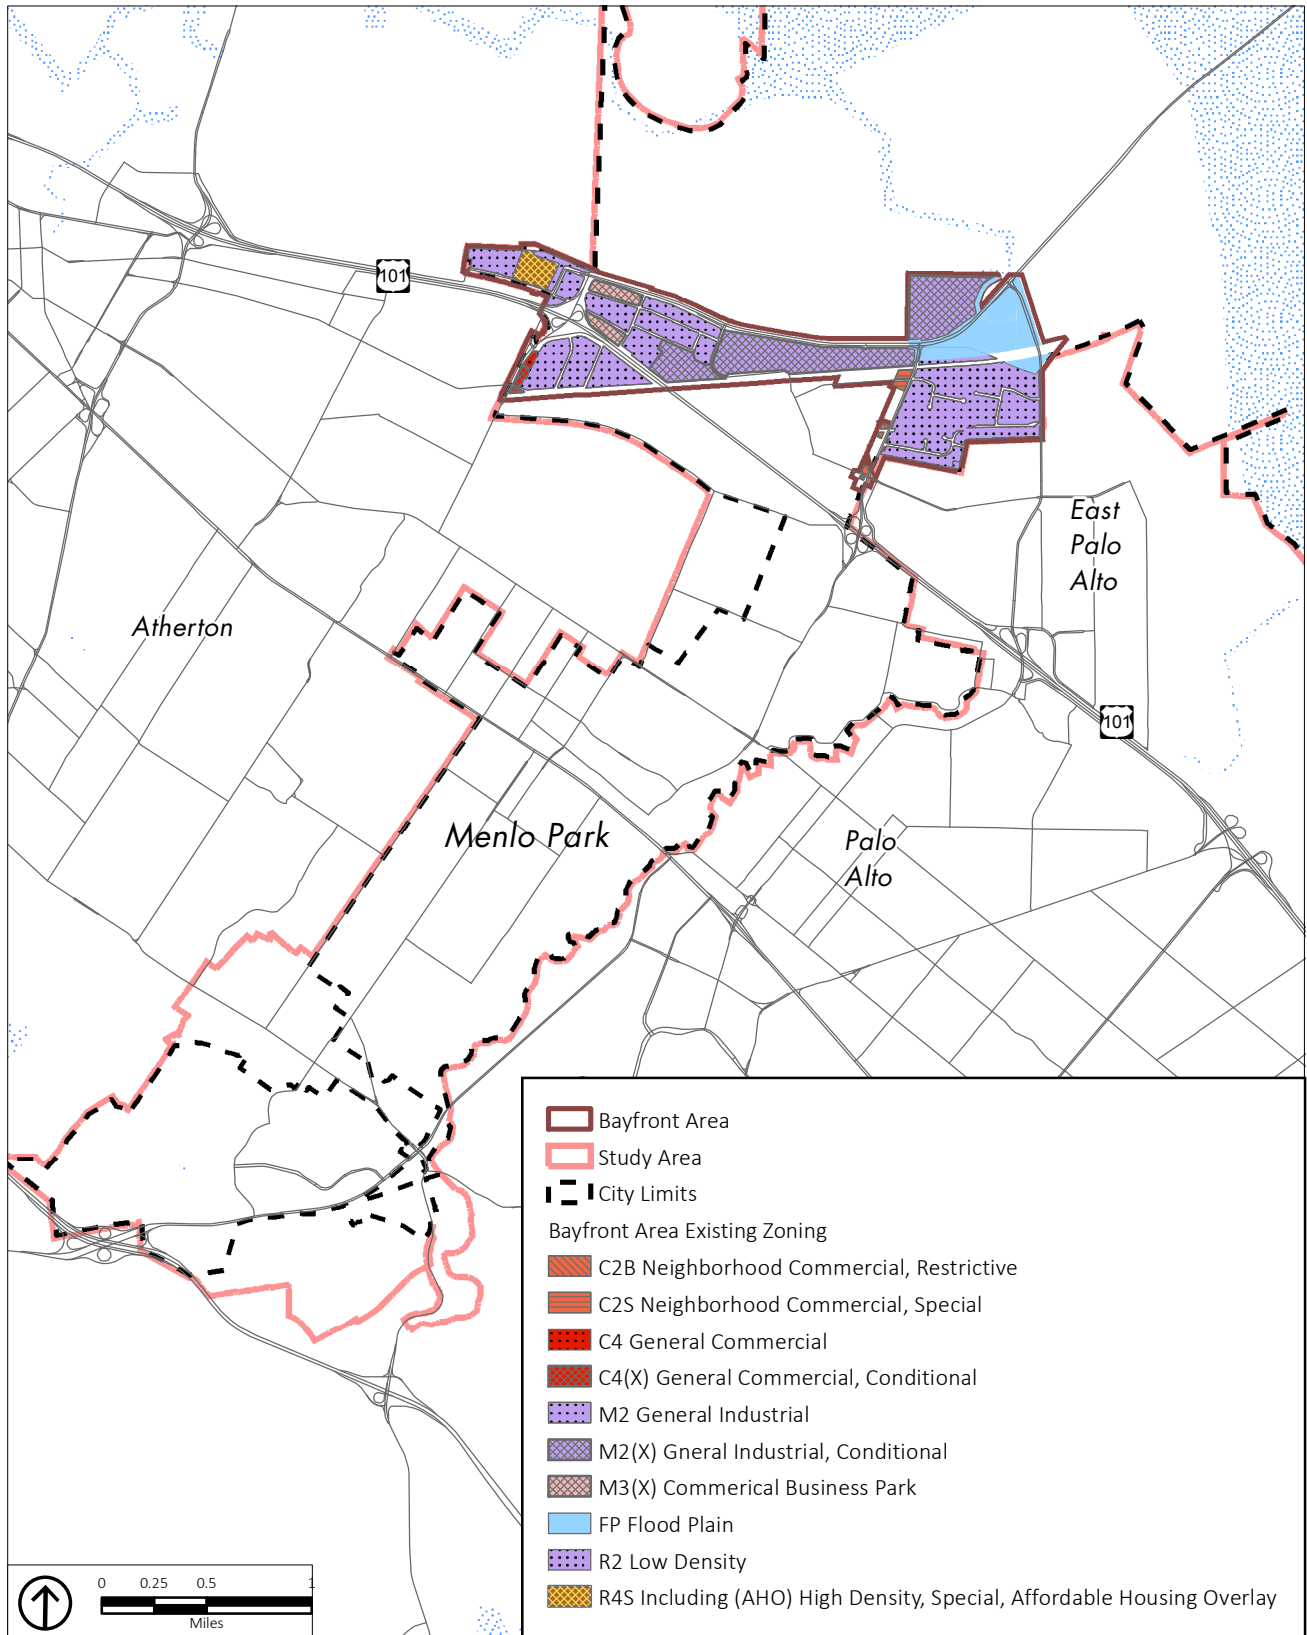 101
East
Palo
Alto
Atherton
101
Menlo Park
Palo
Alto
Bayfront Area
Study Area
City Limits
Bayfront Area Existing Zoning
C2B Neighborhood Commercial, Restrictive
C2S Neighborhood Commercial, Special
C4 General Commercial
C4(X) General Commercial, Conditional
M2 General Industrial
M2(X) Gneral Industrial, Conditional
M3(X) Commerical Business Park
FP Flood Plain
R2 Low Density
R4S Including (AHO) High Density, Special, Affordable Housing Overlay
0 0.25 0.5 1
Miles